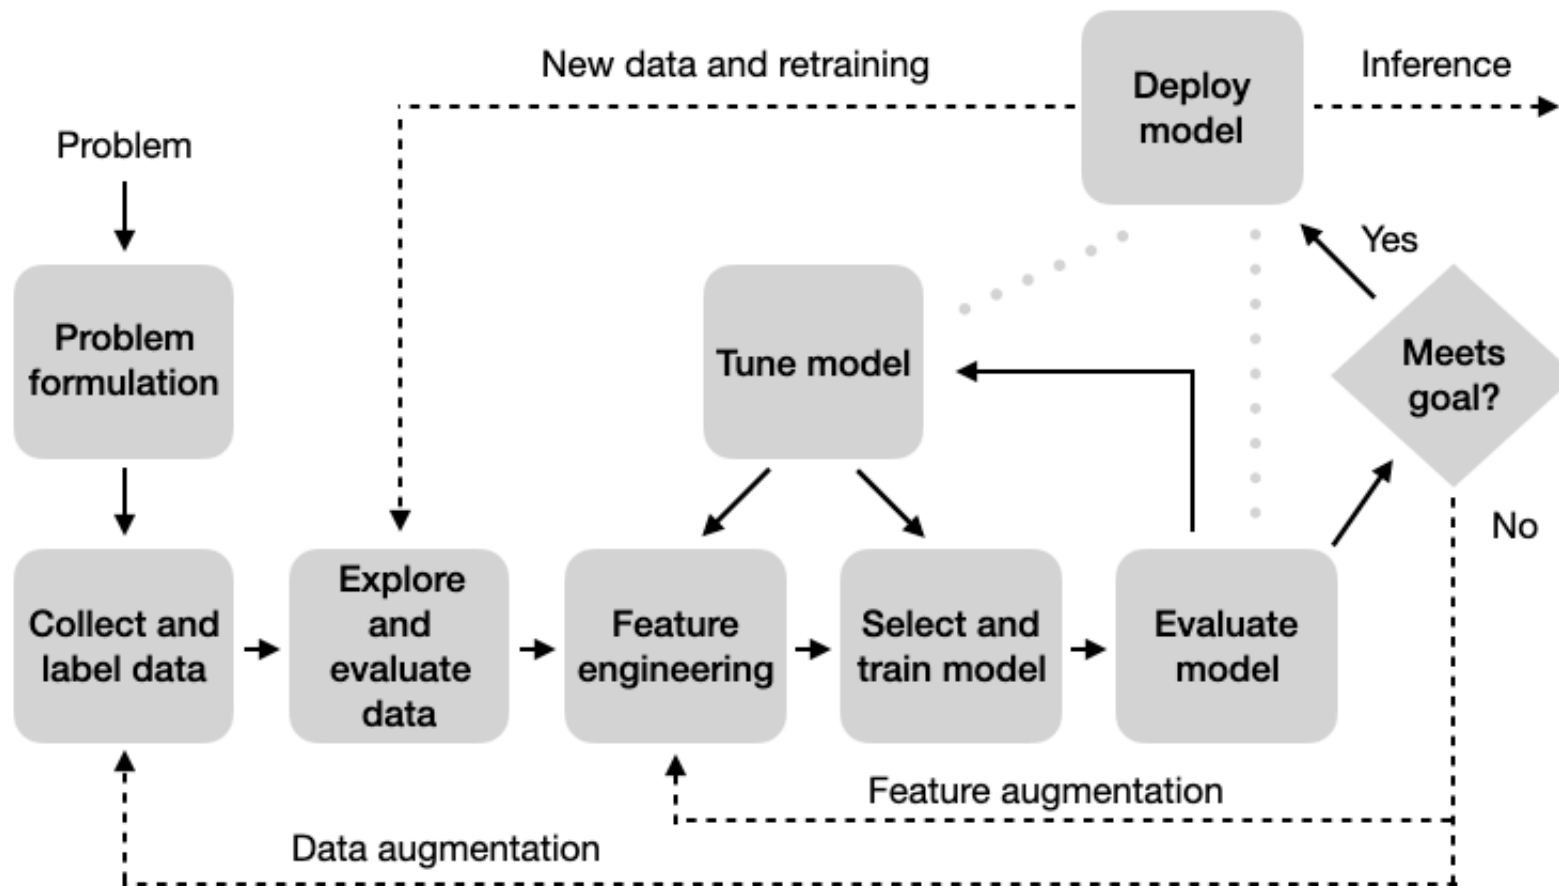 New data and retraining
Deploy
model
Inference
Problem
Yes
Problem
formulation
Tune model
Meets
goal?
No
Collect and
label data
Explore
and
evaluate
data
Feature
engineering
Select and
train model
Evaluate
model
Feature augmentation
Data augmentation